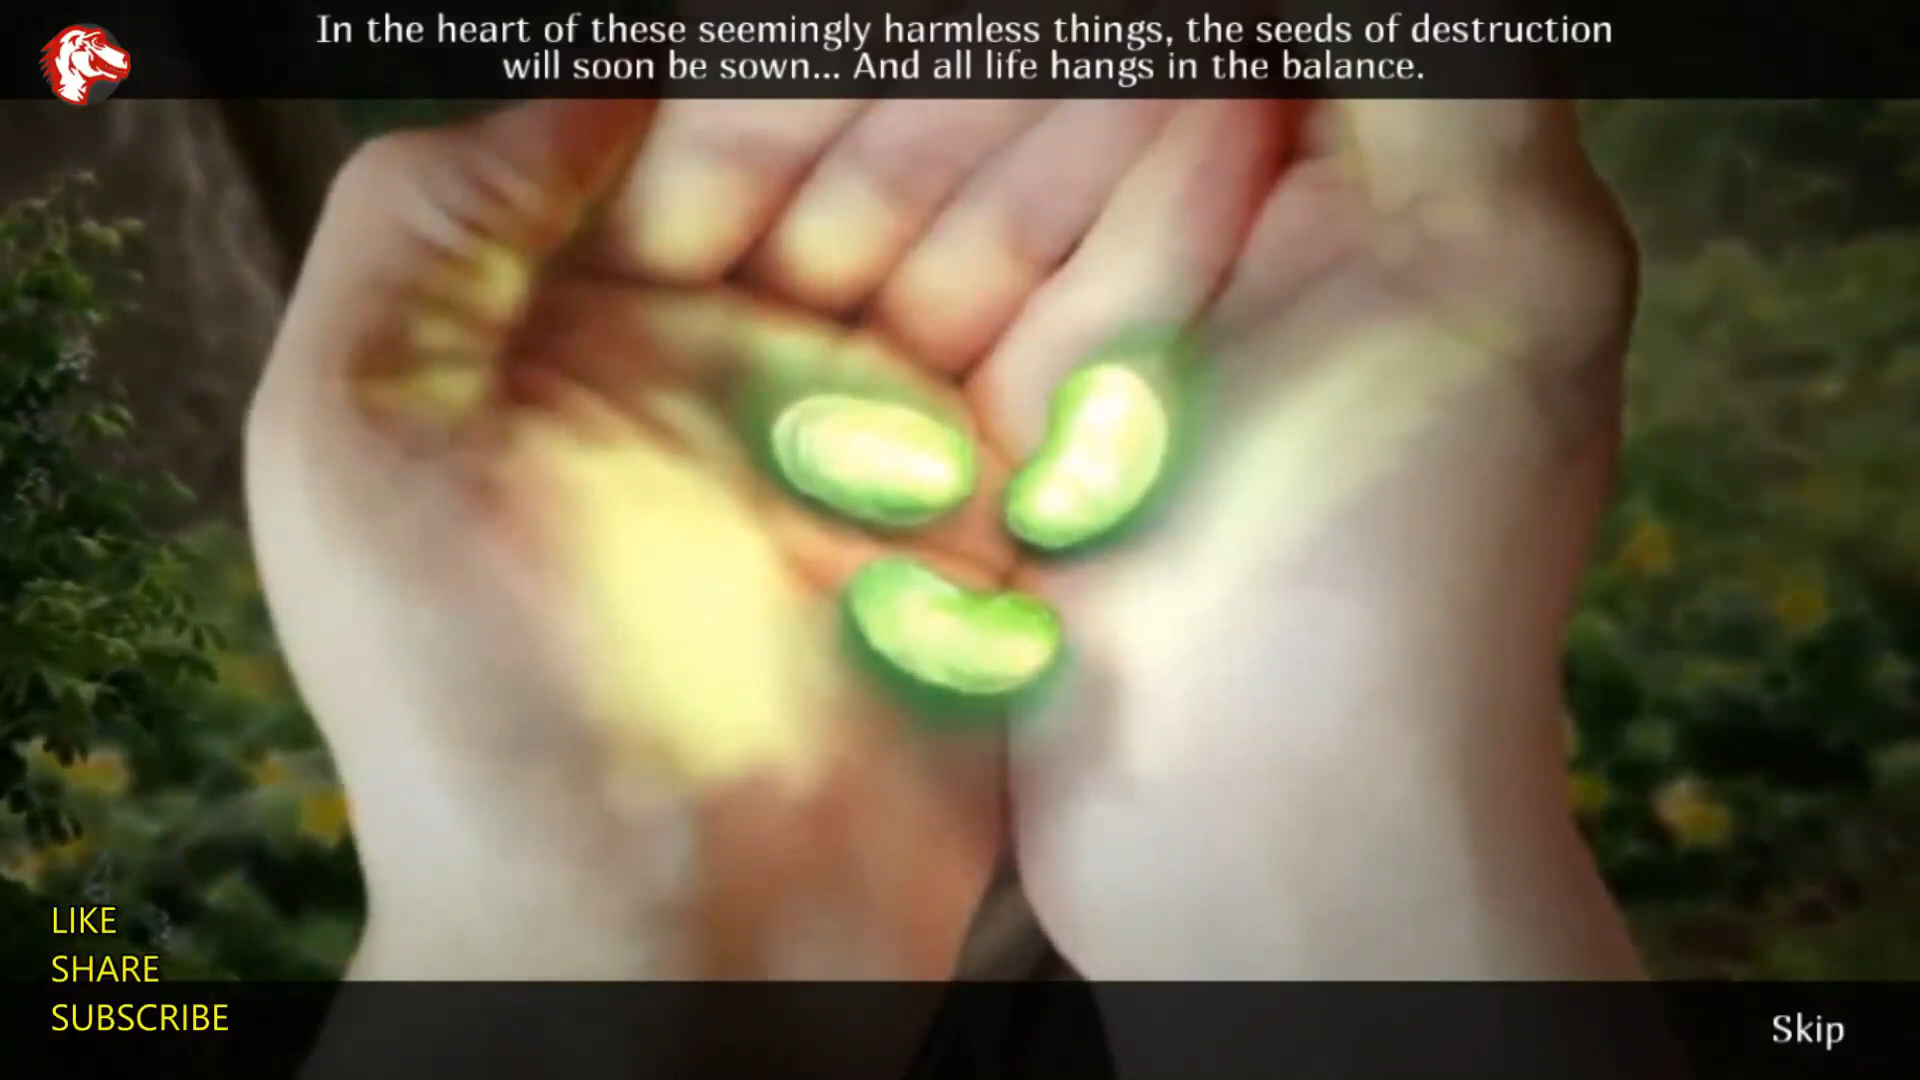 In the heart of these seemingly harmless things, the seeds of destruction
will soon be sown... And all life hangs in the balance.
LIKE
SHARE
SUBSCRIBE
Skip